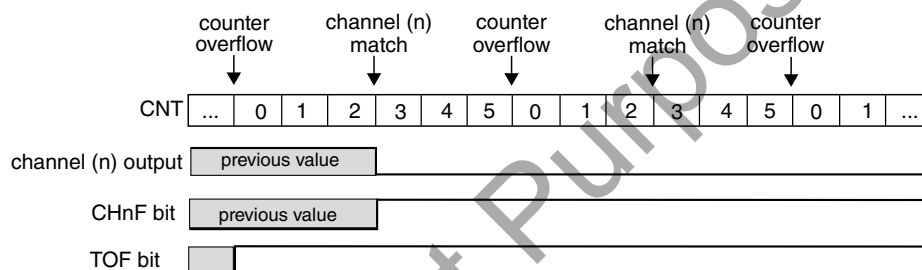 counter overflow
channel (n) match
counter overflow
channel (n) match
counter overflow
CNT ... 0 1 2 3 4 5 0 1 2 3 4 5 0 1 ...
channel (n) output previous value
CHnF bit previous value
TOF bit
t Purpos